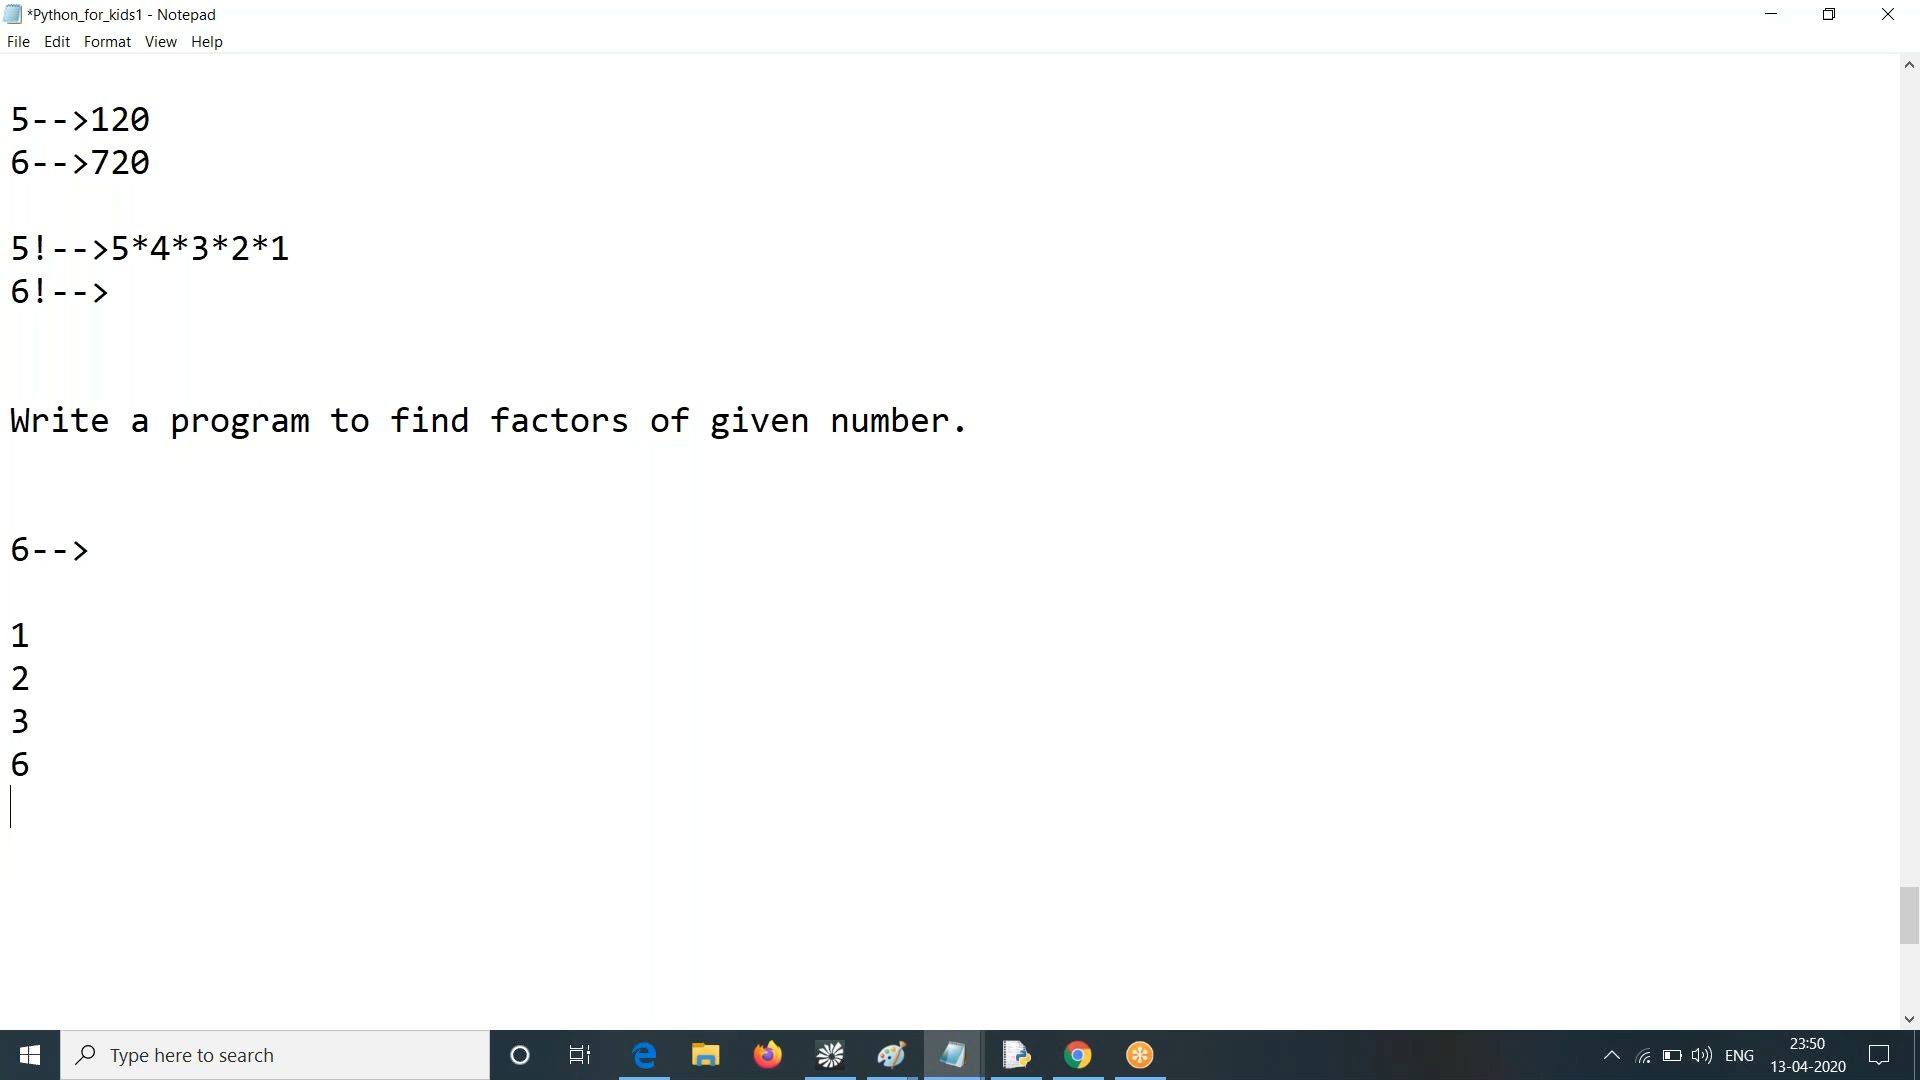 *Python_for_kids1 - Notepad
File Edit Format View Help
5-->120
6-->720
5!-->5*4*3*2*1
6!-->
Write a program to find factors of given number.
6-->
1
2
3
6
Type here to search
ENG
23:50
13-04-2020